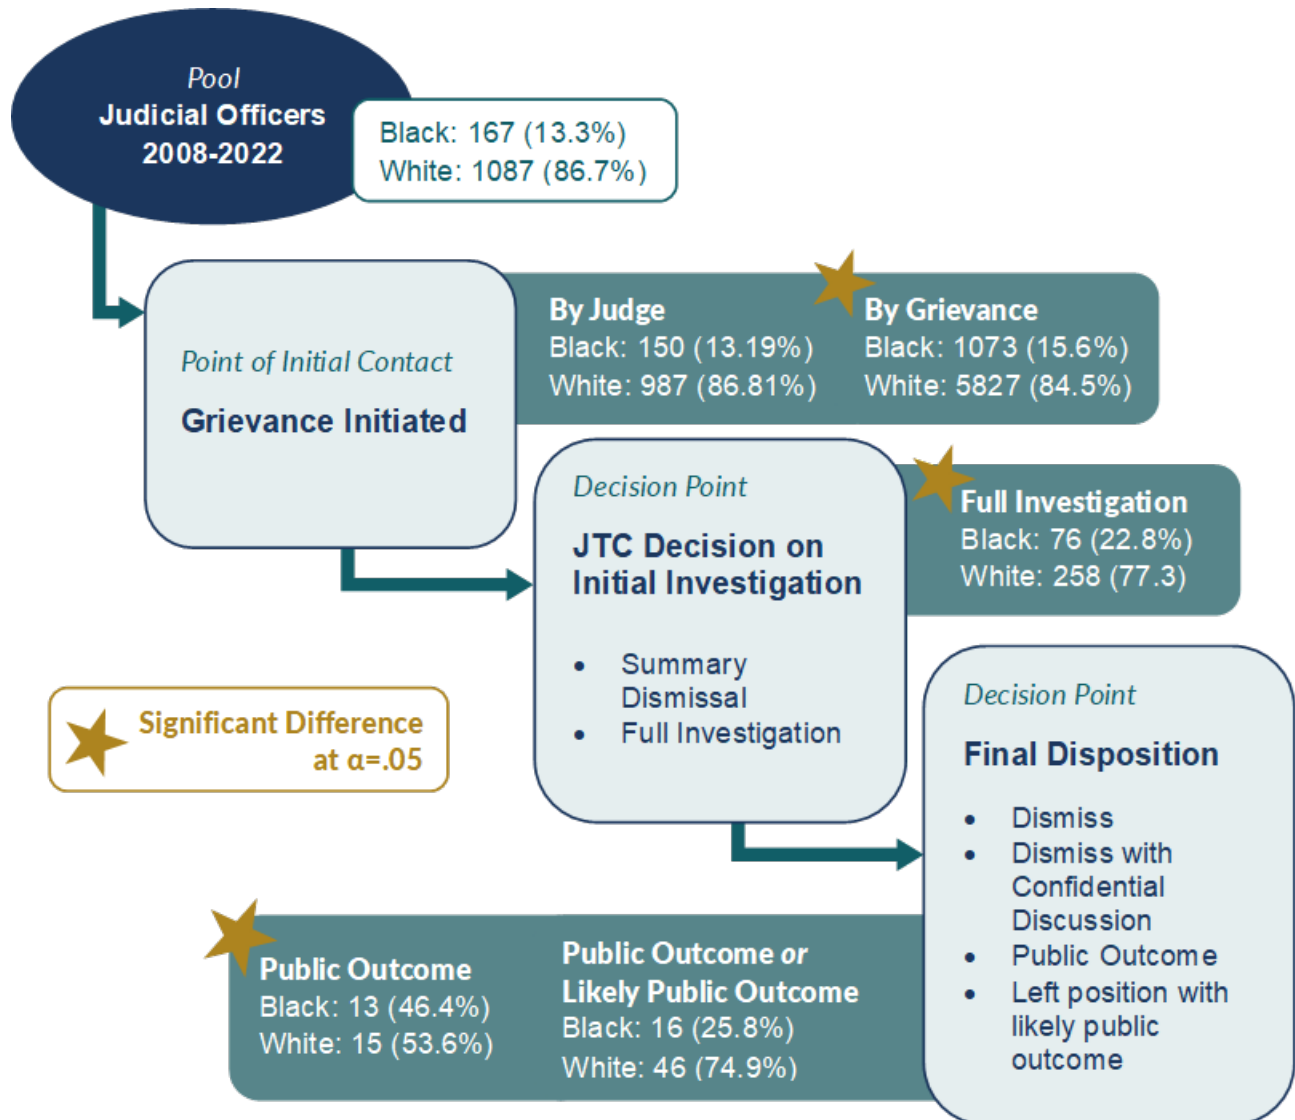 Pool
Judicial Officers
2008-2022
Black: 167 (13.3%)
White: 1087 (86.7%)
Point of Initial Contact
Grievance Initiated
By Judge
Black: 150 (13.19%)
White: 987 (86.81%)
By Grievance
Black: 1073 (15.6%)
White: 5827 (84.5%)
Decision Point
JTC Decision on
Initial Investigation
• Summary
Dismissal
• Full Investigation
Full Investigation
Black: 76 (22.8%)
White: 258 (77.3)
Significant Difference
at α=.05
Decision Point
Final Disposition
• Dismiss
• Dismiss with
Confidential
Discussion
• Public Outcome
• Left position with
likely public
outcome
Public Outcome
Black: 13 (46.4%)
White: 15 (53.6%)
Public Outcome or
Likely Public Outcome
Black: 16 (25.8%)
White: 46 (74.9%)